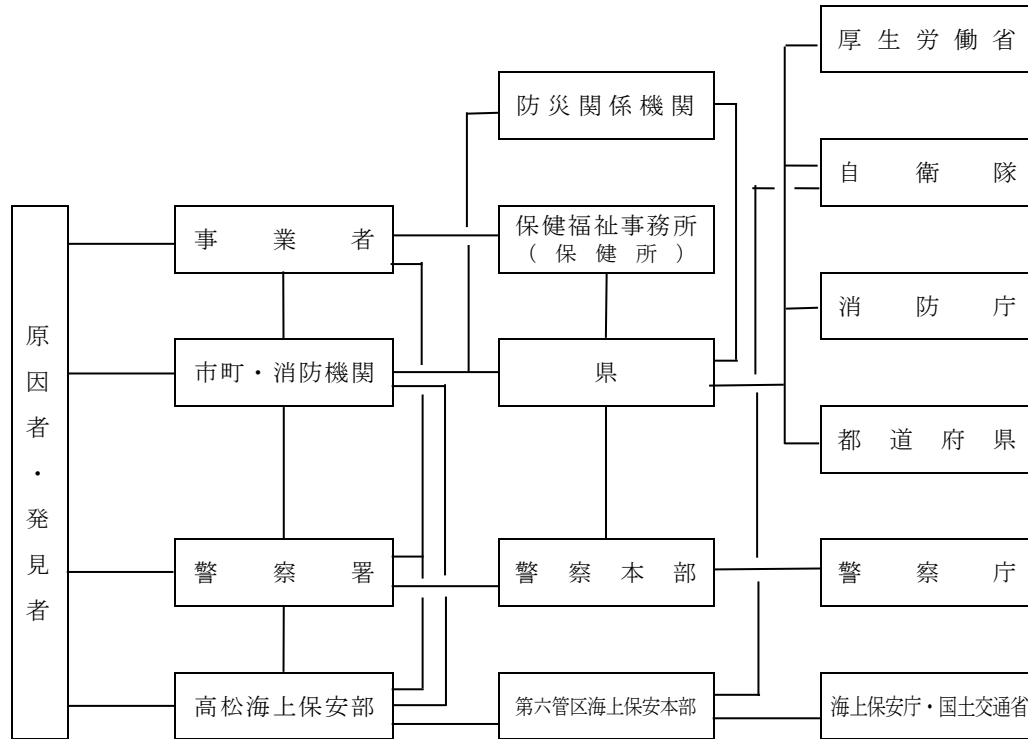 厚生労働省
防災関係機関
自衛隊
事業者
保健福祉事務所
(保健所)
原因者・発見者
市町・消防機関
県
消防庁
都道府県
警察署
警察本部
警察庁
高松海上保安部
第六管区海上保安本部
海上保安庁・国土交通省